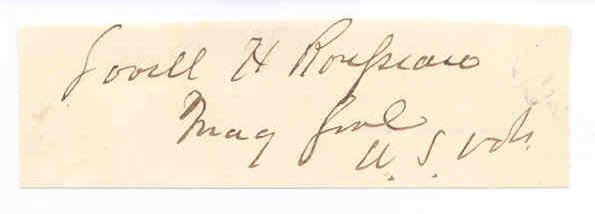 Lovell H Rousseau
Maj Genl
U. S. Vols.